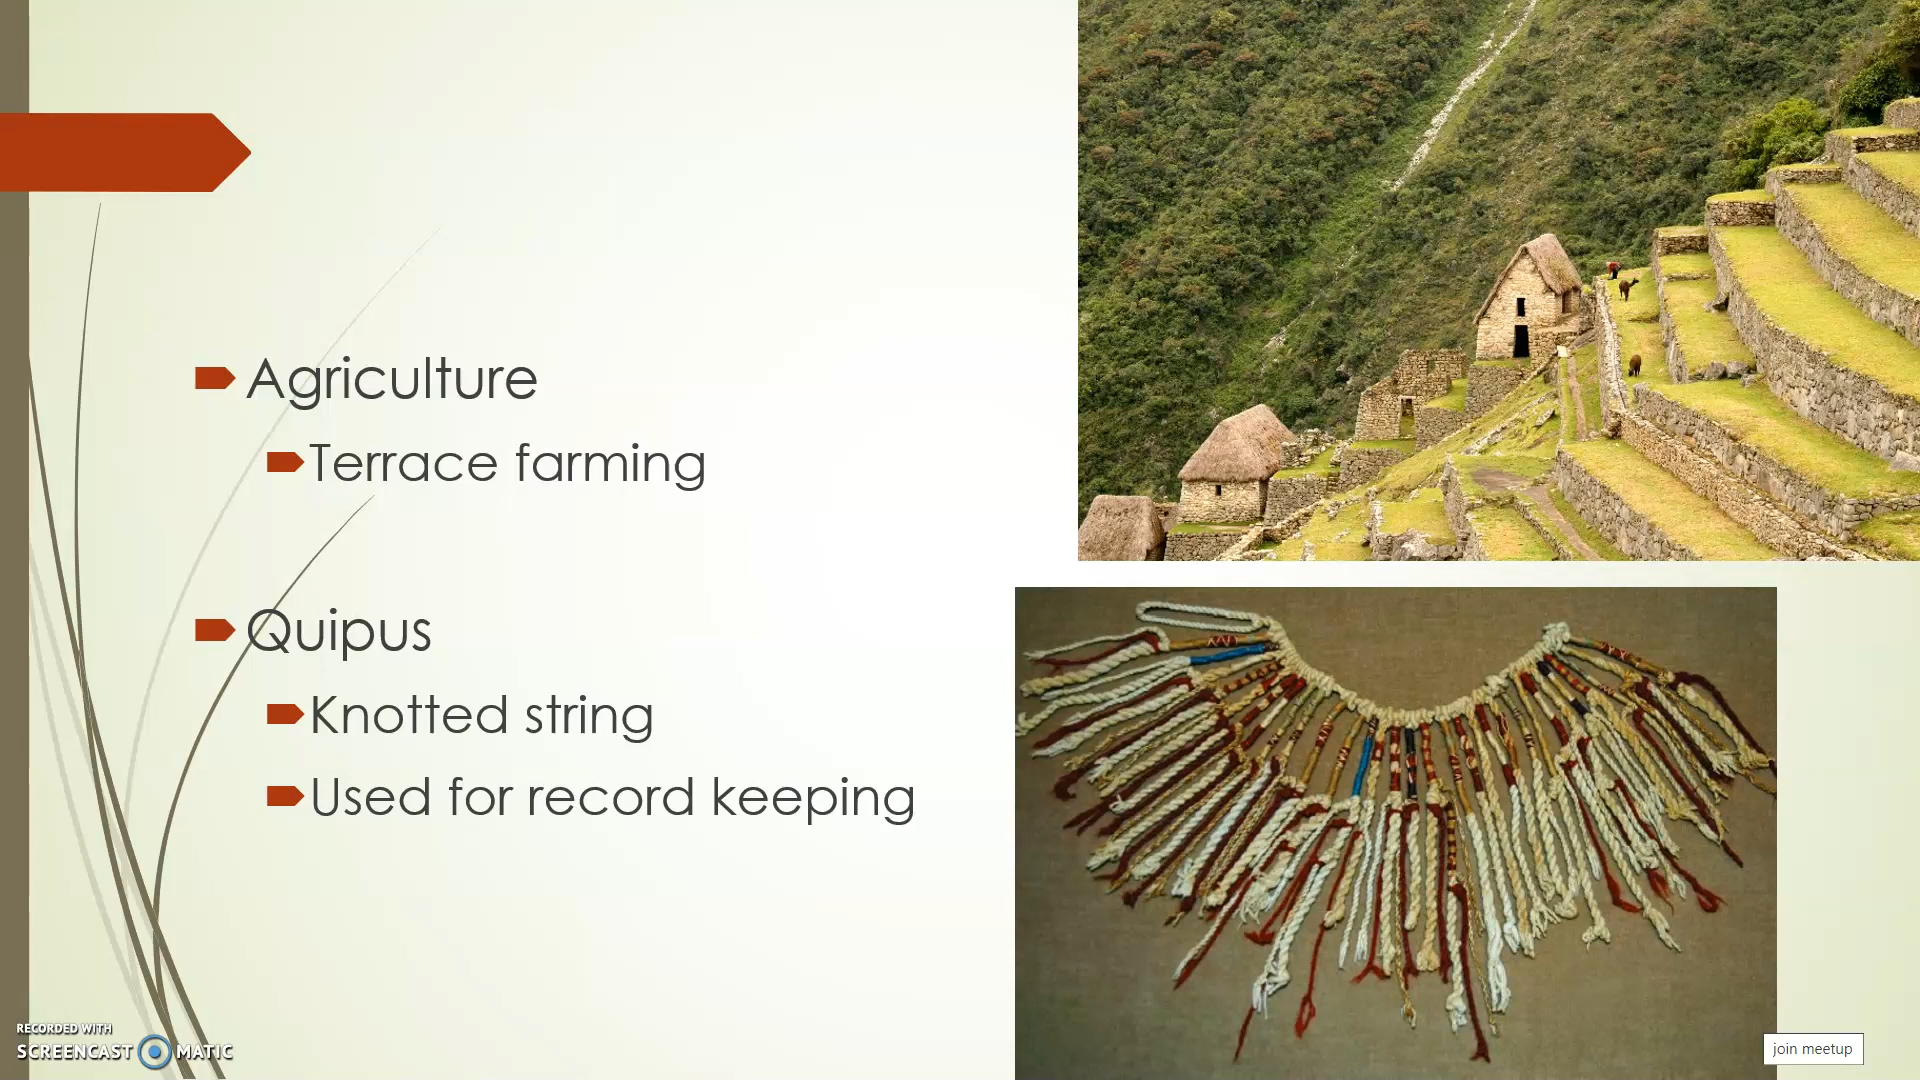 Agriculture
Terrace farming
Quipus
Knotted string
Used for record keeping
RECORDED WITH
SCREENCAST MATIC
join meetup